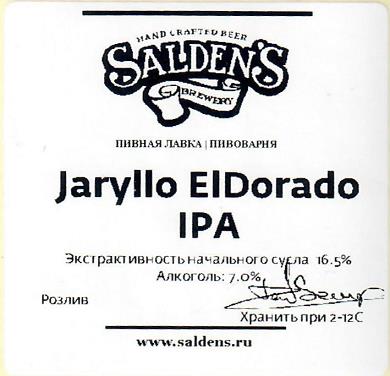 HAND CRAFTED BEER
SALDEN'S
BREWERY
ПИВНАЯ ЛАВКА | ПИВОВАРНЯ
Jaryllo ElDorado
IPA
Экстрактивность начального сусла 16.5%
Алкоголь: 7.0%
Розлив
Хранить при 2-12С
www.saldens.ru